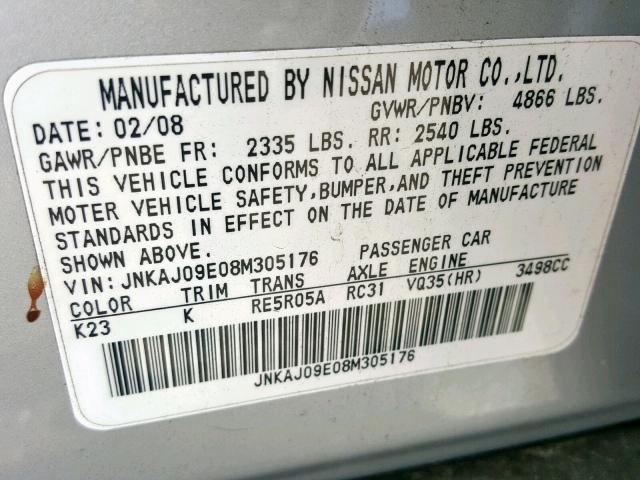 MANUFACTURED BY NISSAN MOTOR CO.,LTD.
DATE: 02/08 GVWR/PNBV: 4866 LBS.
GAWR/PNBE FR: 2335 LBS. RR: 2540 LBS.
THIS VEHICLE CONFORMS TO ALL APPLICABLE FEDERAL
MOTER VEHICLE SAFETY,BUMPER,AND THEFT PREVENTION
STANDARDS IN EFFECT ON THE DATE OF MANUFACTURE
SHOWN ABOVE.
VIN: JNKAJ09E08M305176 PASSENGER CAR
COLOR TRIM TRANS AXLE ENGINE
K23 K RE5R05A RC31 VQ35(HR) 3498CC
JNKAJ09E08M305176